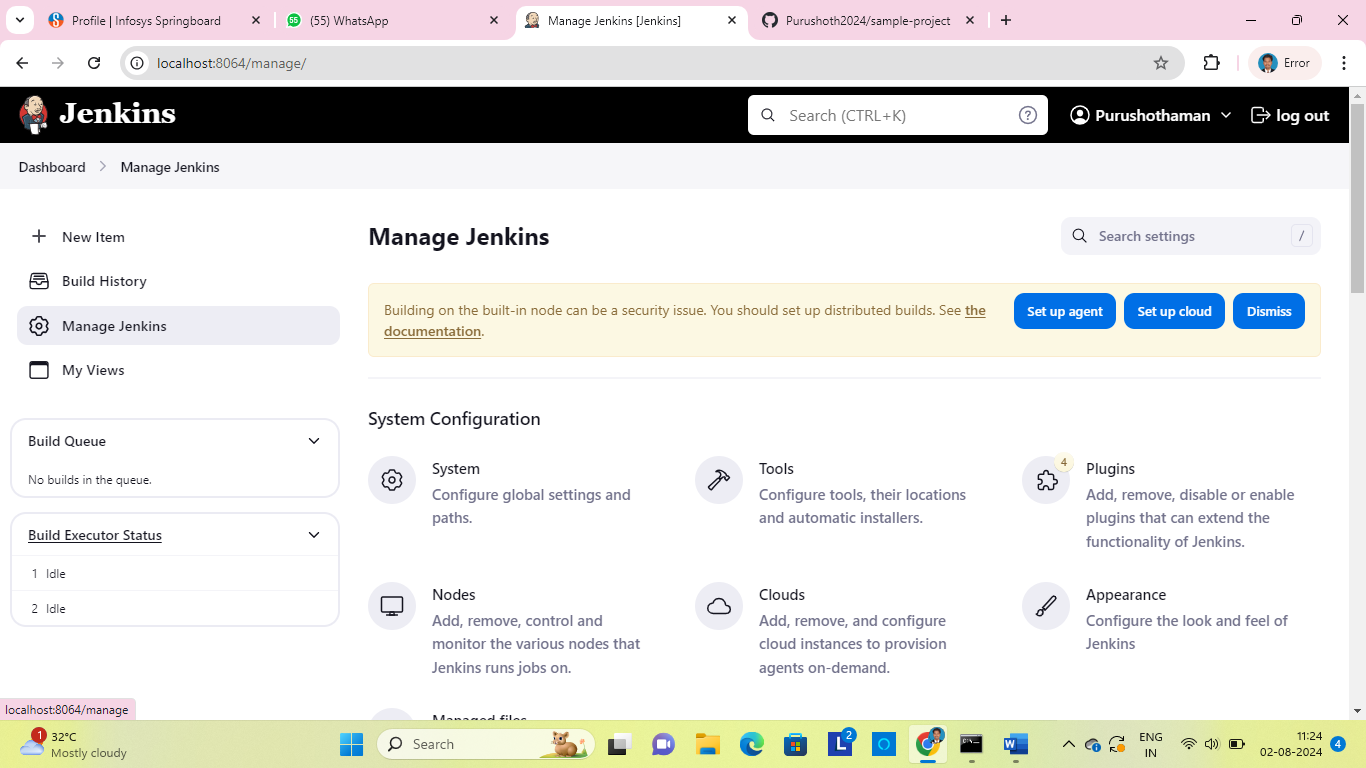 Profile | Infosys Springboard
(55) WhatsApp
Manage Jenkins [Jenkins]
Purushoth2024/sample-project
localhost:8064/manage/
Error
Jenkins
Search (CTRL+K)
?
Purushothaman
log out
Dashboard
Manage Jenkins
New Item
Build History
Manage Jenkins
My Views
Build Queue
No builds in the queue.
Build Executor Status
1 Idle
2 Idle
Manage Jenkins
Search settings
/
Building on the built-in node can be a security issue. You should set up distributed builds. See the
documentation.
Set up agent
Set up cloud
Dismiss
System Configuration
System
Configure global settings and
paths.
Tools
Configure tools, their locations
and automatic installers.
4
Plugins
Add, remove, disable or enable
plugins that can extend the
functionality of Jenkins.
Nodes
Add, remove, control and
monitor the various nodes that
Jenkins runs jobs on.
Clouds
Add, remove, and configure
cloud instances to provision
agents on-demand.
Appearance
Configure the look and feel of
Jenkins
Managed files
localhost:8064/manage
1
32°C
Mostly cloudy
Search
L
2
ENG
IN
11:24
02-08-2024
4